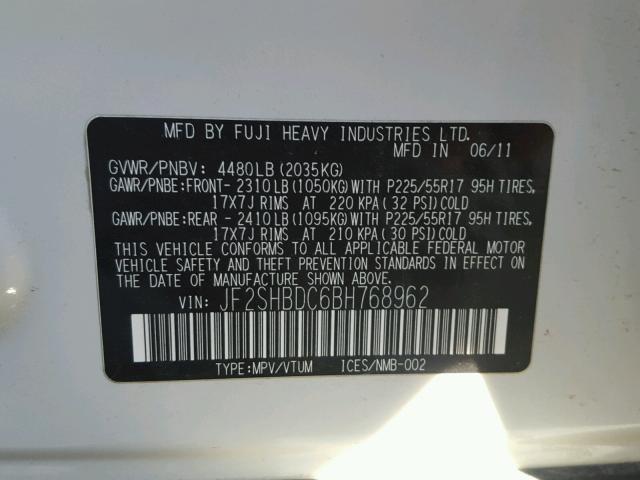 MFD BY FUJI HEAVY INDUSTRIES LTD.
MFD IN 06/11
GVWR/PNBV: 4480LB (2035KG)
GAWR/PNBE:FRONT- 2310LB (1050KG)WITH P225/55R17 95H TIRES,
17X7J RIMS AT 220 KPA (32 PSI) COLD
GAWR/PNBE:REAR - 2410LB (1095KG)WITH P225/55R17 95H TIRES,
17X7J RIMS AT 210 KPA (30 PSI) COLD
THIS VEHICLE CONFORMS TO ALL APPLICABLE FEDERAL MOTOR
VEHICLE SAFETY AND THEFT PREVENTION STANDARDS IN EFFECT
ON THE DATE OF MANUFACTURE SHOWN ABOVE.
VIN: JF2SHBDC6BH768962
TYPE:MPV/VTUM ICES/NMB-002